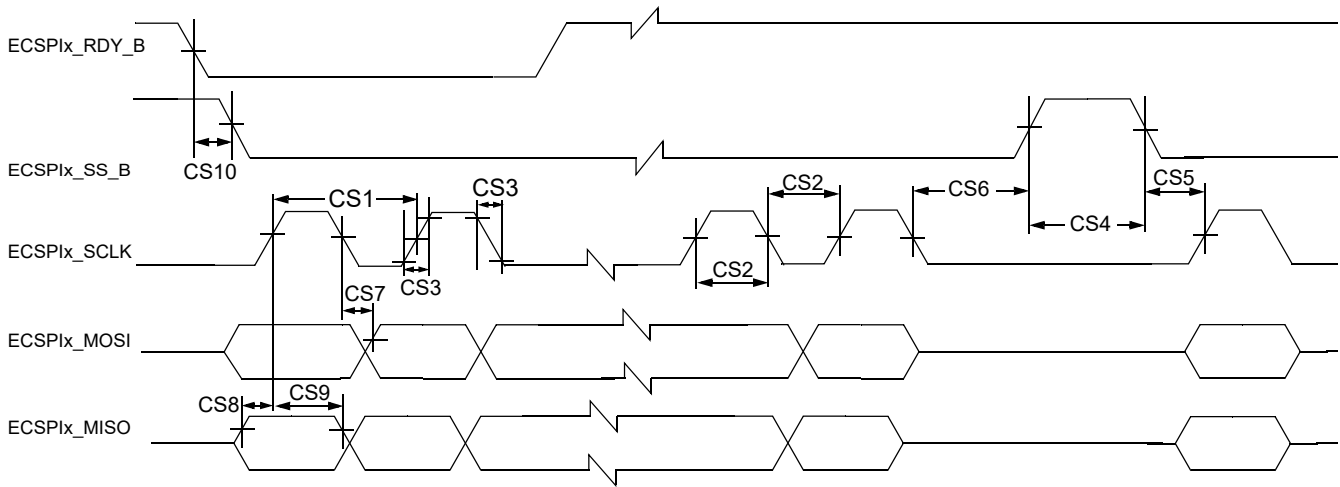 ECSPIx_RDY_B
CS10
ECSPIx_SS_B
CS1
CS3
CS2
CS6
CS5
CS4
ECSPIx_SCLK
CS3
CS2
CS7
ECSPIx_MOSI
CS8
CS9
ECSPIx_MISO